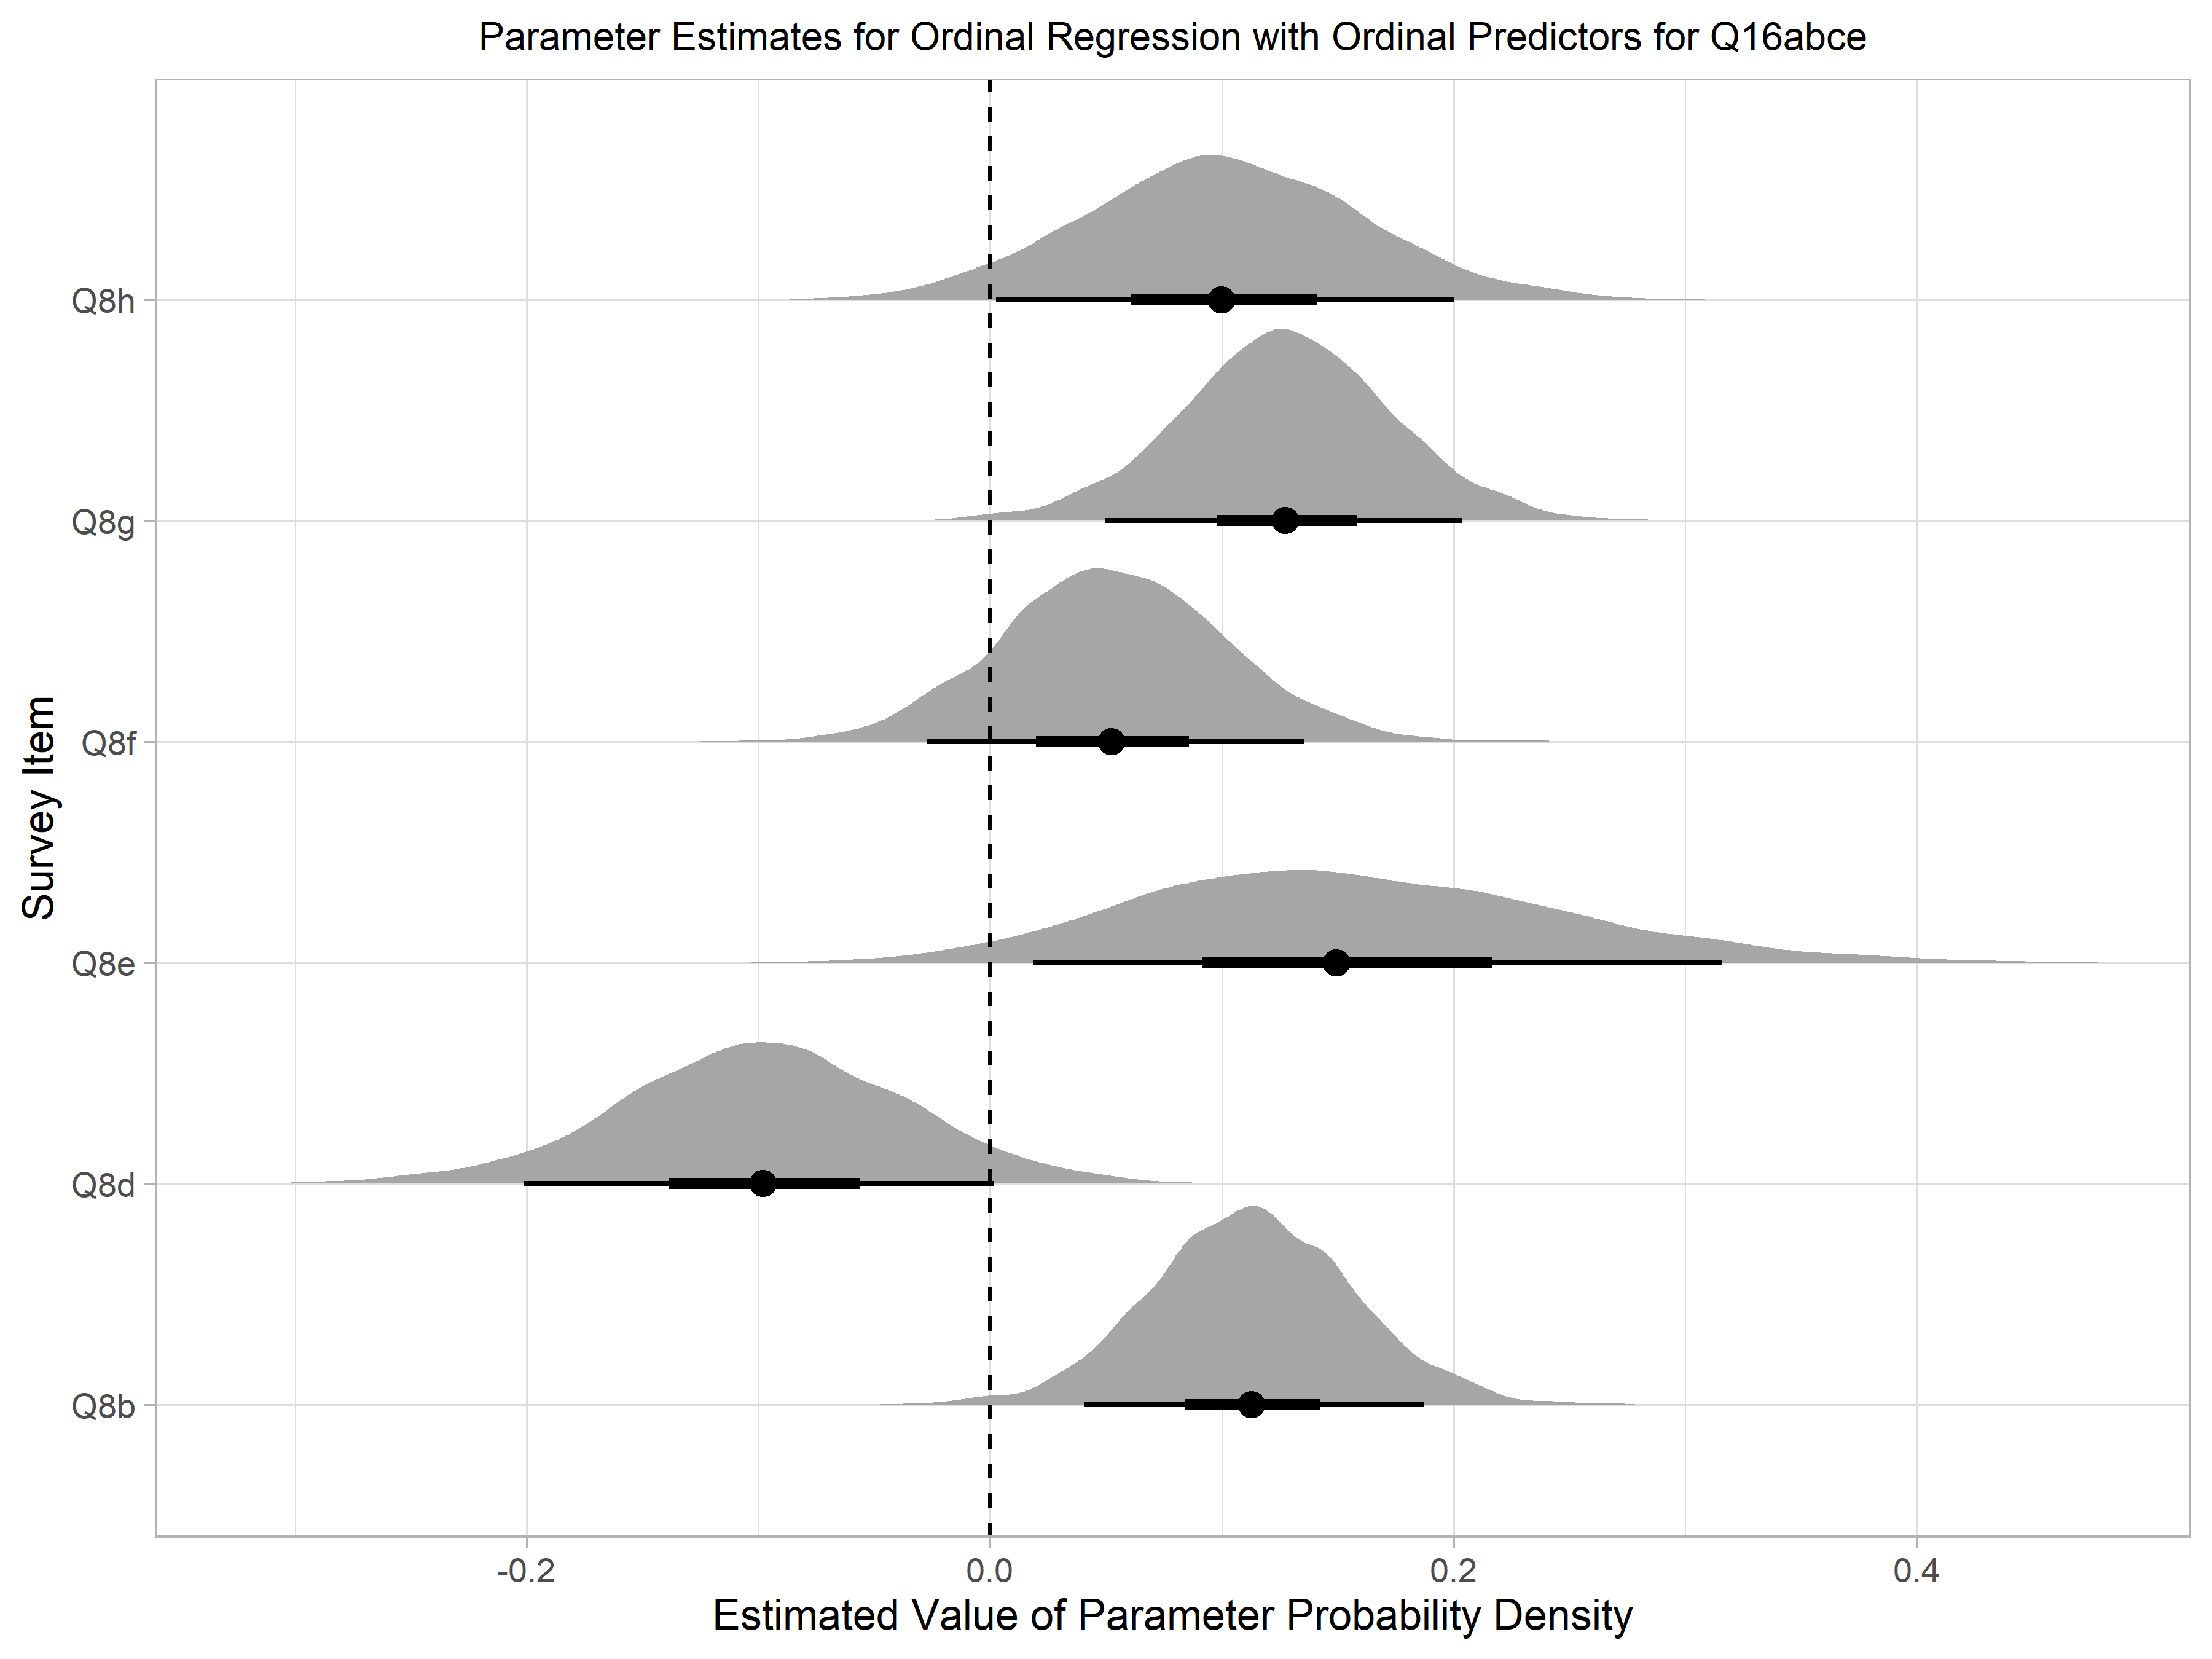 Parameter Estimates for Ordinal Regression with Ordinal Predictors for Q16abce
Survey Item
Q8h
Q8g
Q8f
Q8e
Q8d
Q8b
-0.2 0.0 0.2 0.4
Estimated Value of Parameter Probability Density